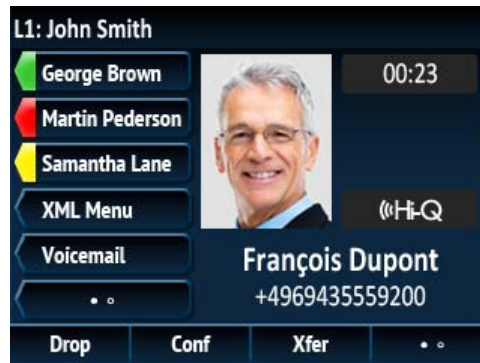 L1: John Smith
George Brown
00:23
Martin Pederson
Samantha Lane
XML Menu
Hi-Q
Voicemail
François Dupont
+4969435559200
Drop
Conf
Xfer